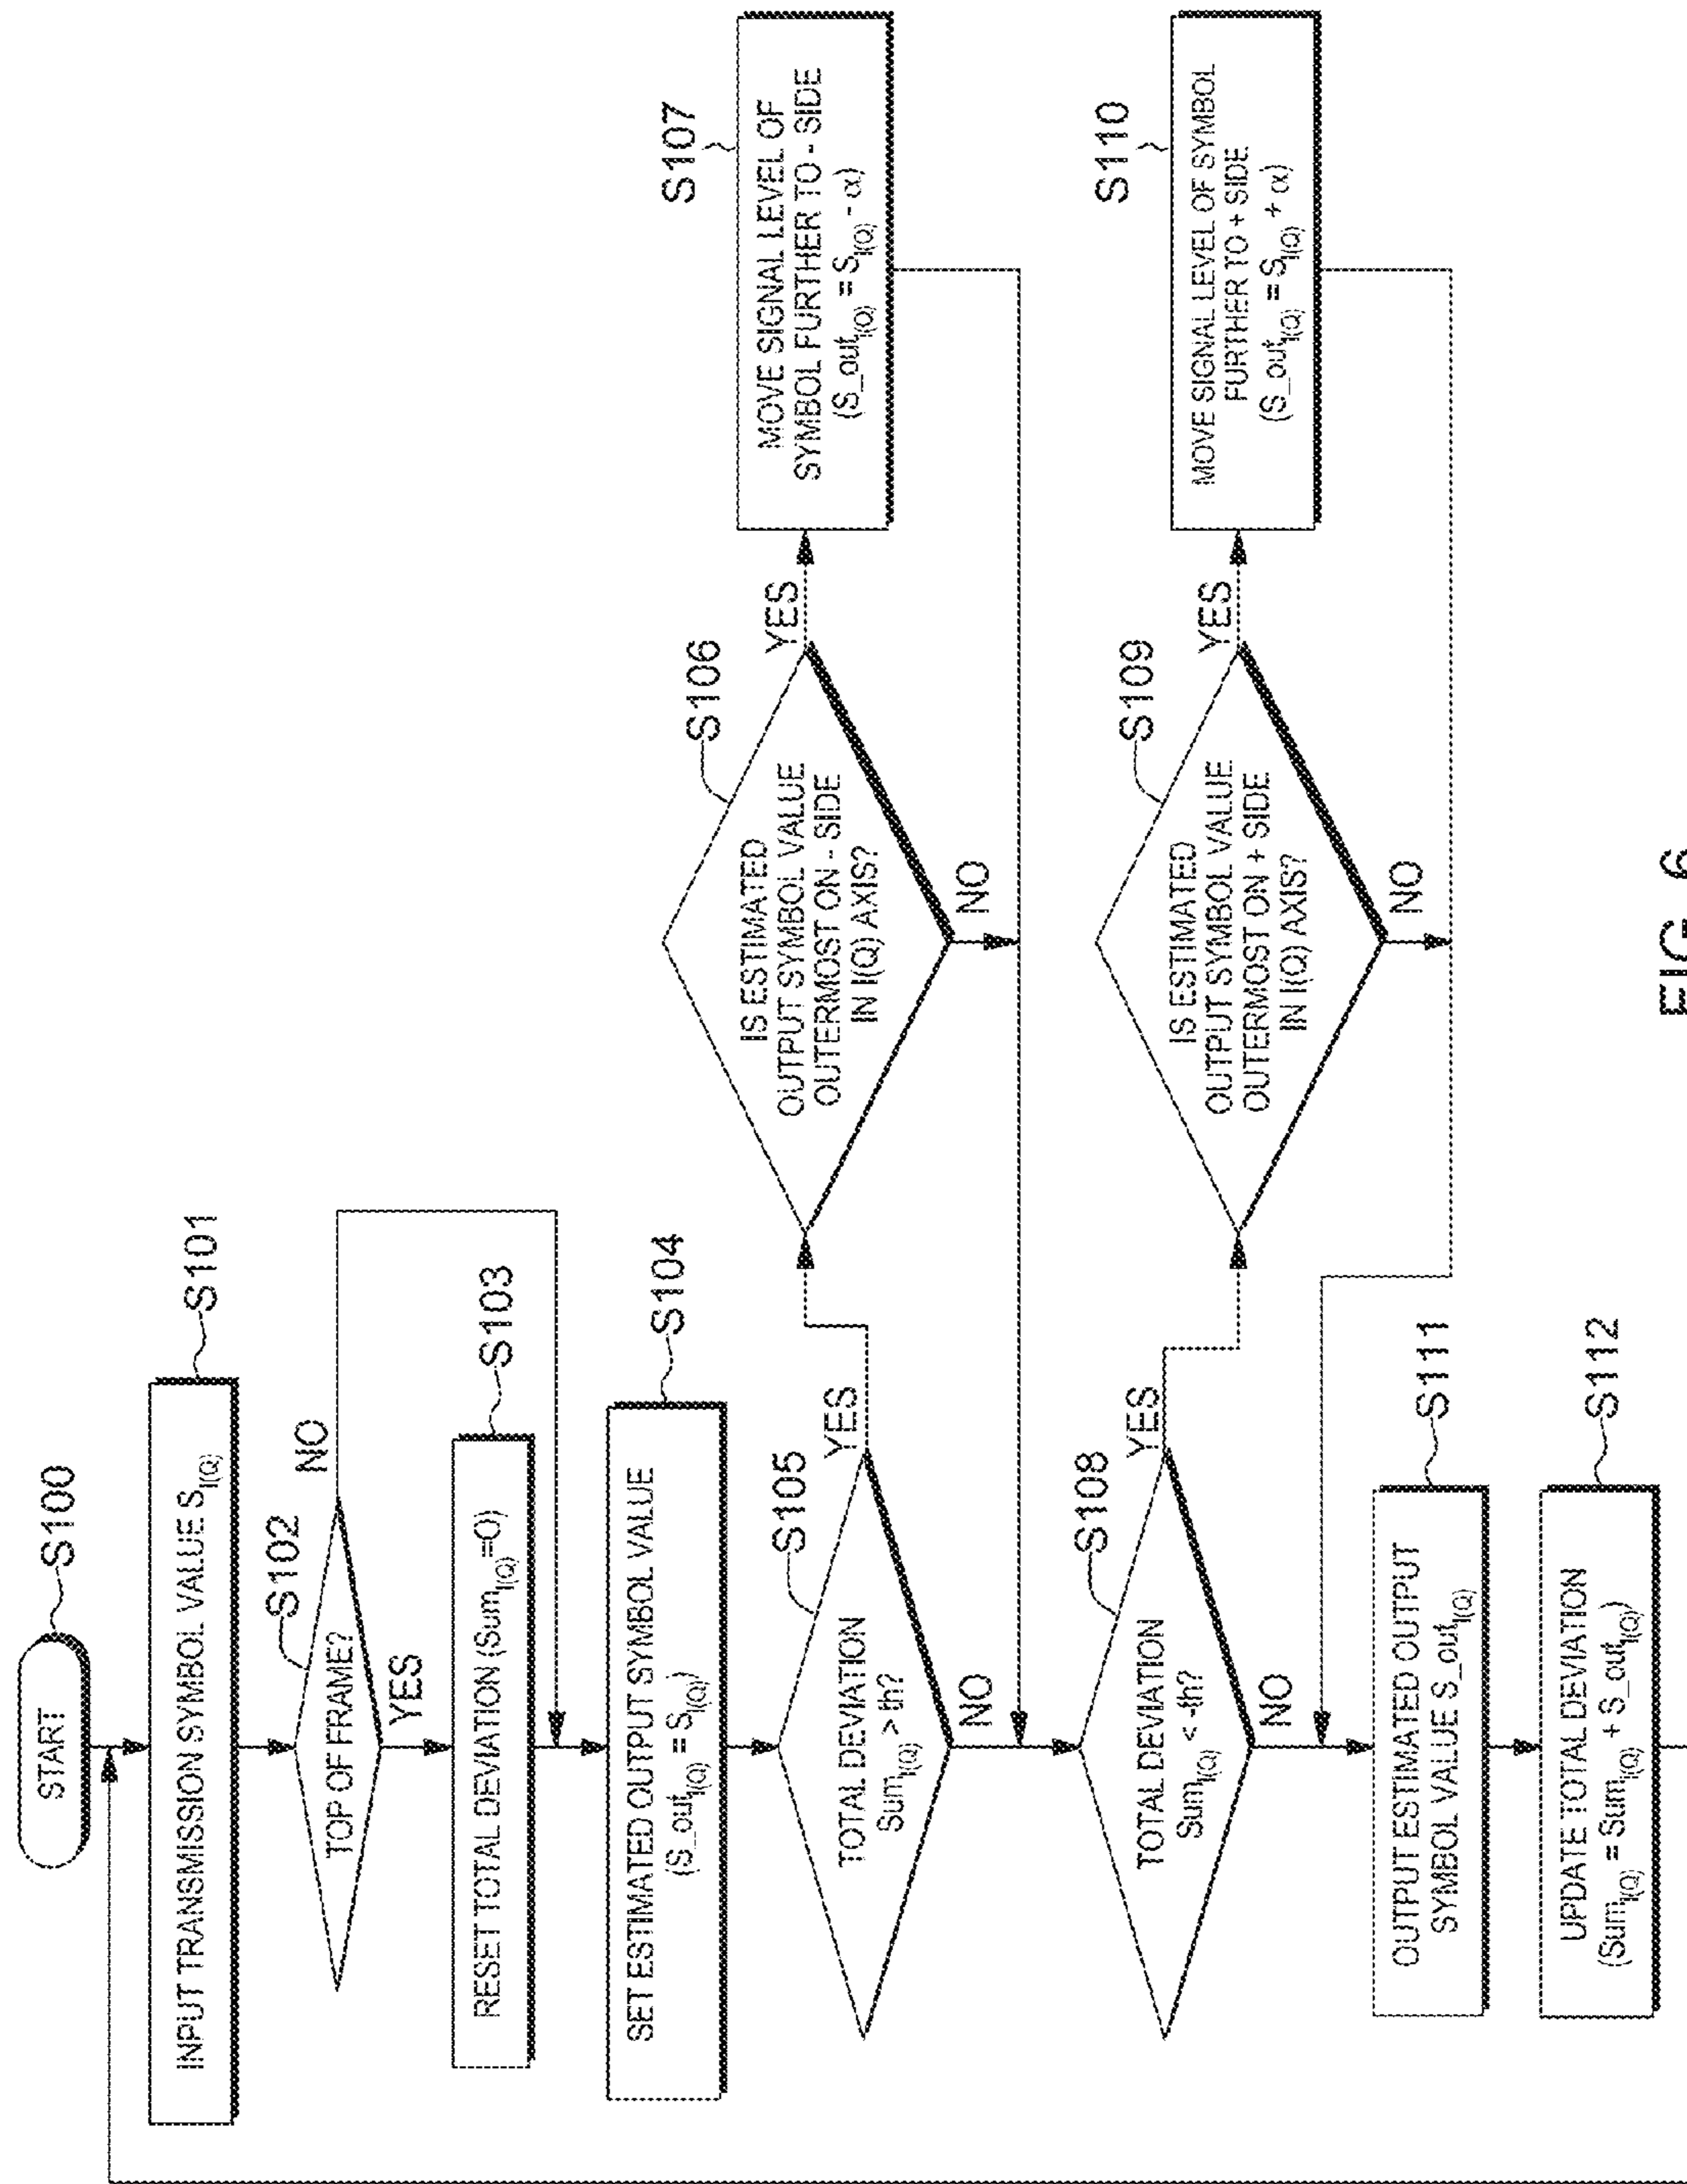 START
S100
INPUT TRANSMISSION SYMBOL VALUE S_I(Q)
S101
TOP OF FRAME?
S102
NO
YES
RESET TOTAL DEVIATION (Sum_I(Q) =O)
S103
SET ESTIMATED OUTPUT SYMBOL VALUE
(S_out_I(Q) = S_I(Q))
S104
TOTAL DEVIATION
Sum_I(Q) > th?
S105
YES
NO
IS ESTIMATED
OUTPUT SYMBOL VALUE
OUTERMOST ON - SIDE
IN I(Q) AXIS?
S106
YES
NO
MOVE SIGNAL LEVEL OF
SYMBOL FURTHER TO - SIDE
(S_out_I(Q) = S_I(Q) - α)
S107
TOTAL DEVIATION
Sum_I(Q) < -th?
S108
YES
NO
IS ESTIMATED
OUTPUT SYMBOL VALUE
OUTERMOST ON + SIDE
IN I(Q) AXIS?
S109
YES
NO
MOVE SIGNAL LEVEL OF SYMBOL
FURTHER TO + SIDE
(S_out_I(Q) = S_I(Q) + α)
S110
OUTPUT ESTIMATED OUTPUT
SYMBOL VALUE S_out_I(Q)
S111
UPDATE TOTAL DEVIATION
(Sum_I(Q) = Sum_I(Q) + S_out_I(Q))
S112
FIG. 6